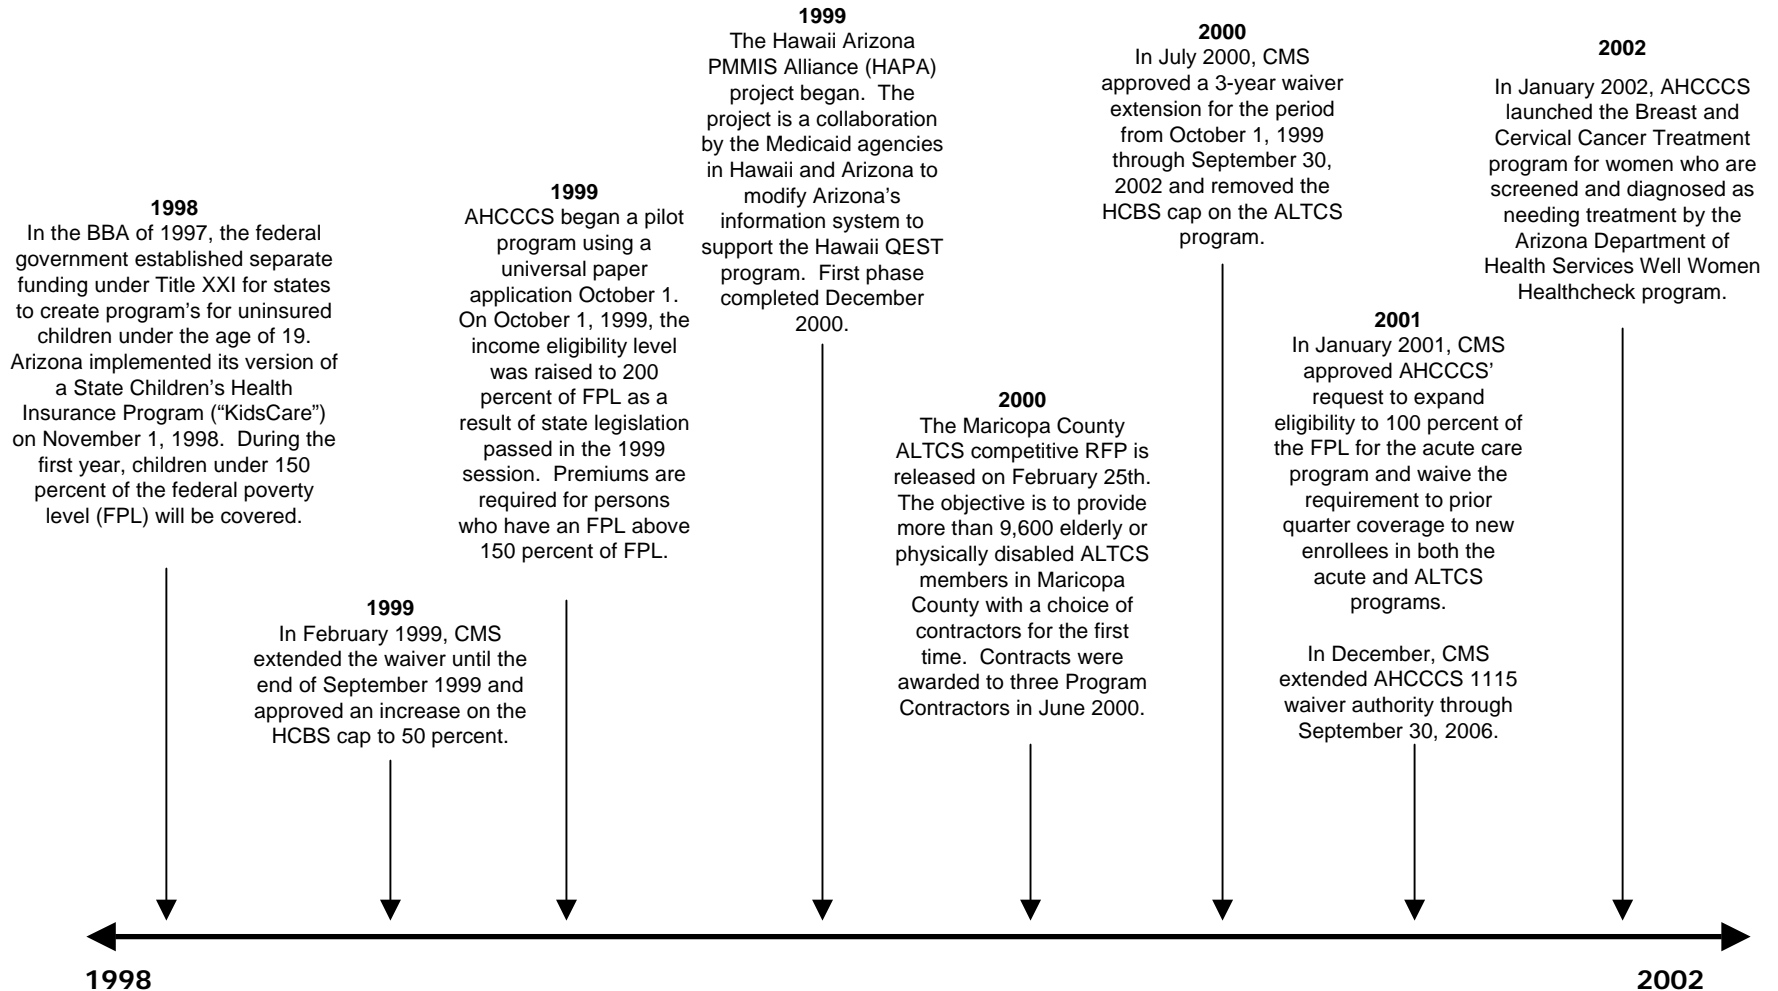 1998
In the BBA of 1997, the federal
government established separate
funding under Title XXI for states
to create program's for uninsured
children under the age of 19.
Arizona implemented its version of
a State Children’s Health
Insurance Program (“KidsCare”)
on November 1, 1998.  During the
first year, children under 150
percent of the federal poverty
level (FPL) will be covered.
1999
In February 1999, CMS
extended the waiver until the
end of September 1999 and
approved an increase on the
HCBS cap to 50 percent.
1999
AHCCCS began a pilot
program using a
universal paper
application October 1.
On October 1, 1999, the
income eligibility level
was raised to 200
percent of FPL as a
result of state legislation
passed in the 1999
session.  Premiums are
required for persons
who have an FPL above
150 percent of FPL.
1999
The Hawaii Arizona
PMMIS Alliance (HAPA)
project began.  The
project is a collaboration
by the Medicaid agencies
in Hawaii and Arizona to
modify Arizona’s
information system to
support the Hawaii QEST
program.  First phase
completed December
2000.
2000
The Maricopa County
ALTCS competitive RFP is
released on February 25th.
The objective is to provide
more than 9,600 elderly or
physically disabled ALTCS
members in Maricopa
County with a choice of
contractors for the first
time.  Contracts were
awarded to three Program
Contractors in June 2000.
2000
In July 2000, CMS
approved a 3-year waiver
extension for the period
from October 1, 1999
through September 30,
2002 and removed the
HCBS cap on the ALTCS
program.
2001
In January 2001, CMS
approved AHCCCS’
request to expand
eligibility to 100 percent of
the FPL for the acute care
program and waive the
requirement to prior
quarter coverage to new
enrollees in both the
acute and ALTCS
programs.
In December, CMS
extended AHCCCS 1115
waiver authority through
September 30, 2006.
2002
In January 2002, AHCCCS
launched the Breast and
Cervical Cancer Treatment
program for women who are
screened and diagnosed as
needing treatment by the
Arizona Department of
Health Services Well Women
Healthcheck program.
1998
2002